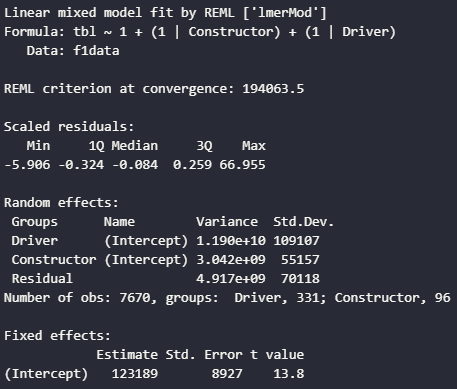 Linear mixed model fit by REML ['lmerMod']
Formula: tbl ~ 1 + (1 | Constructor) + (1 | Driver)
   Data: f1data

REML criterion at convergence: 194063.5

Scaled residuals:
   Min     1Q Median     3Q    Max
-5.906 -0.324 -0.084  0.259 66.955

Random effects:
 Groups      Name        Variance  Std.Dev.
 Driver      (Intercept) 1.190e+10 109107
 Constructor (Intercept) 3.042e+09  55157
 Residual                4.917e+09  70118
Number of obs: 7670, groups:  Driver, 331; Constructor, 96

Fixed effects:
            Estimate Std. Error t value
(Intercept)   123189       8927    13.8